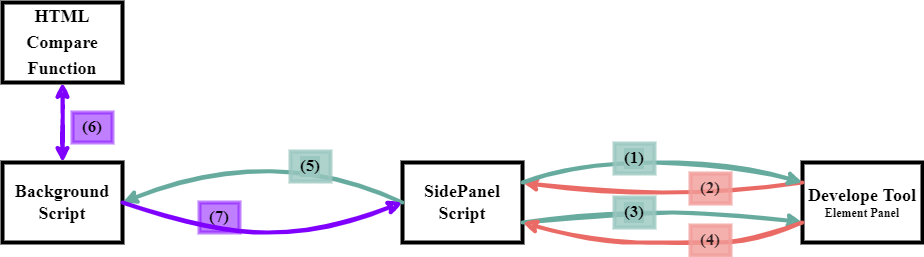 HTML
Compare
Function
(6)
Background
Script
(5)
(7)
SidePanel
Script
(1)
(2)
(3)
(4)
Develope Tool
Element Panel